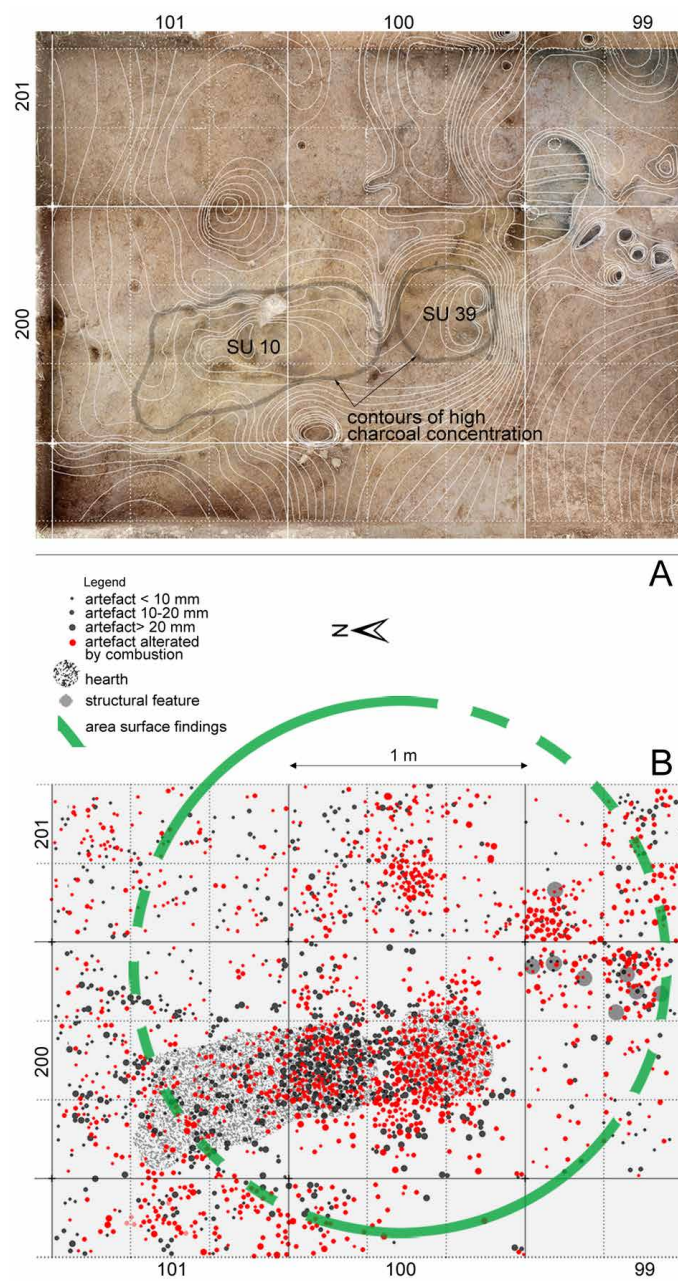 101 100 99
201
200
SU 10
SU 39
contours of high
charcoal concentration
A
Legend
artefact < 10 mm
artefact 10-20 mm
artefact> 20 mm
artefact alterated
by combustion
hearth
structural feature
area surface findings
N
B
1 m
201
200
101 100 99